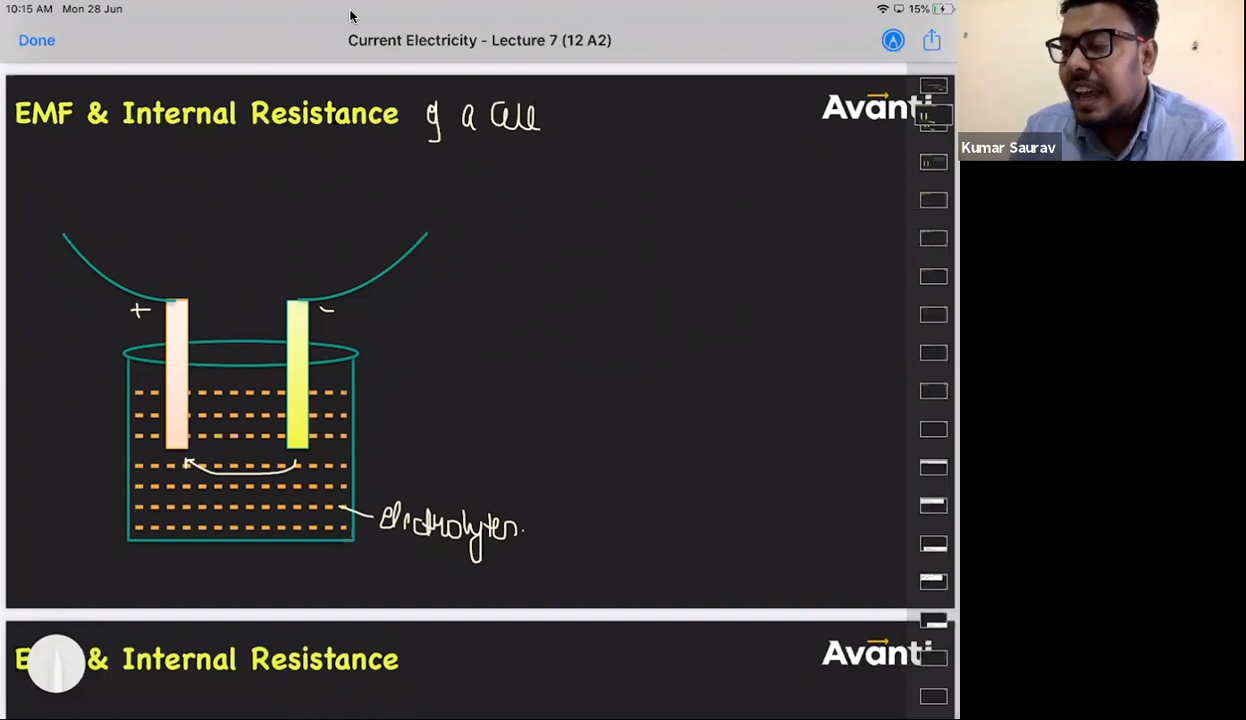 10:15 AM Mon 28 Jun
15%
Done
Current Electricity - Lecture 7 (12 A2)
EMF & Internal Resistance of a Cell
Avanti
Kumar Saurav
+
-
Electrolytes.
E & Internal Resistance
Avanti